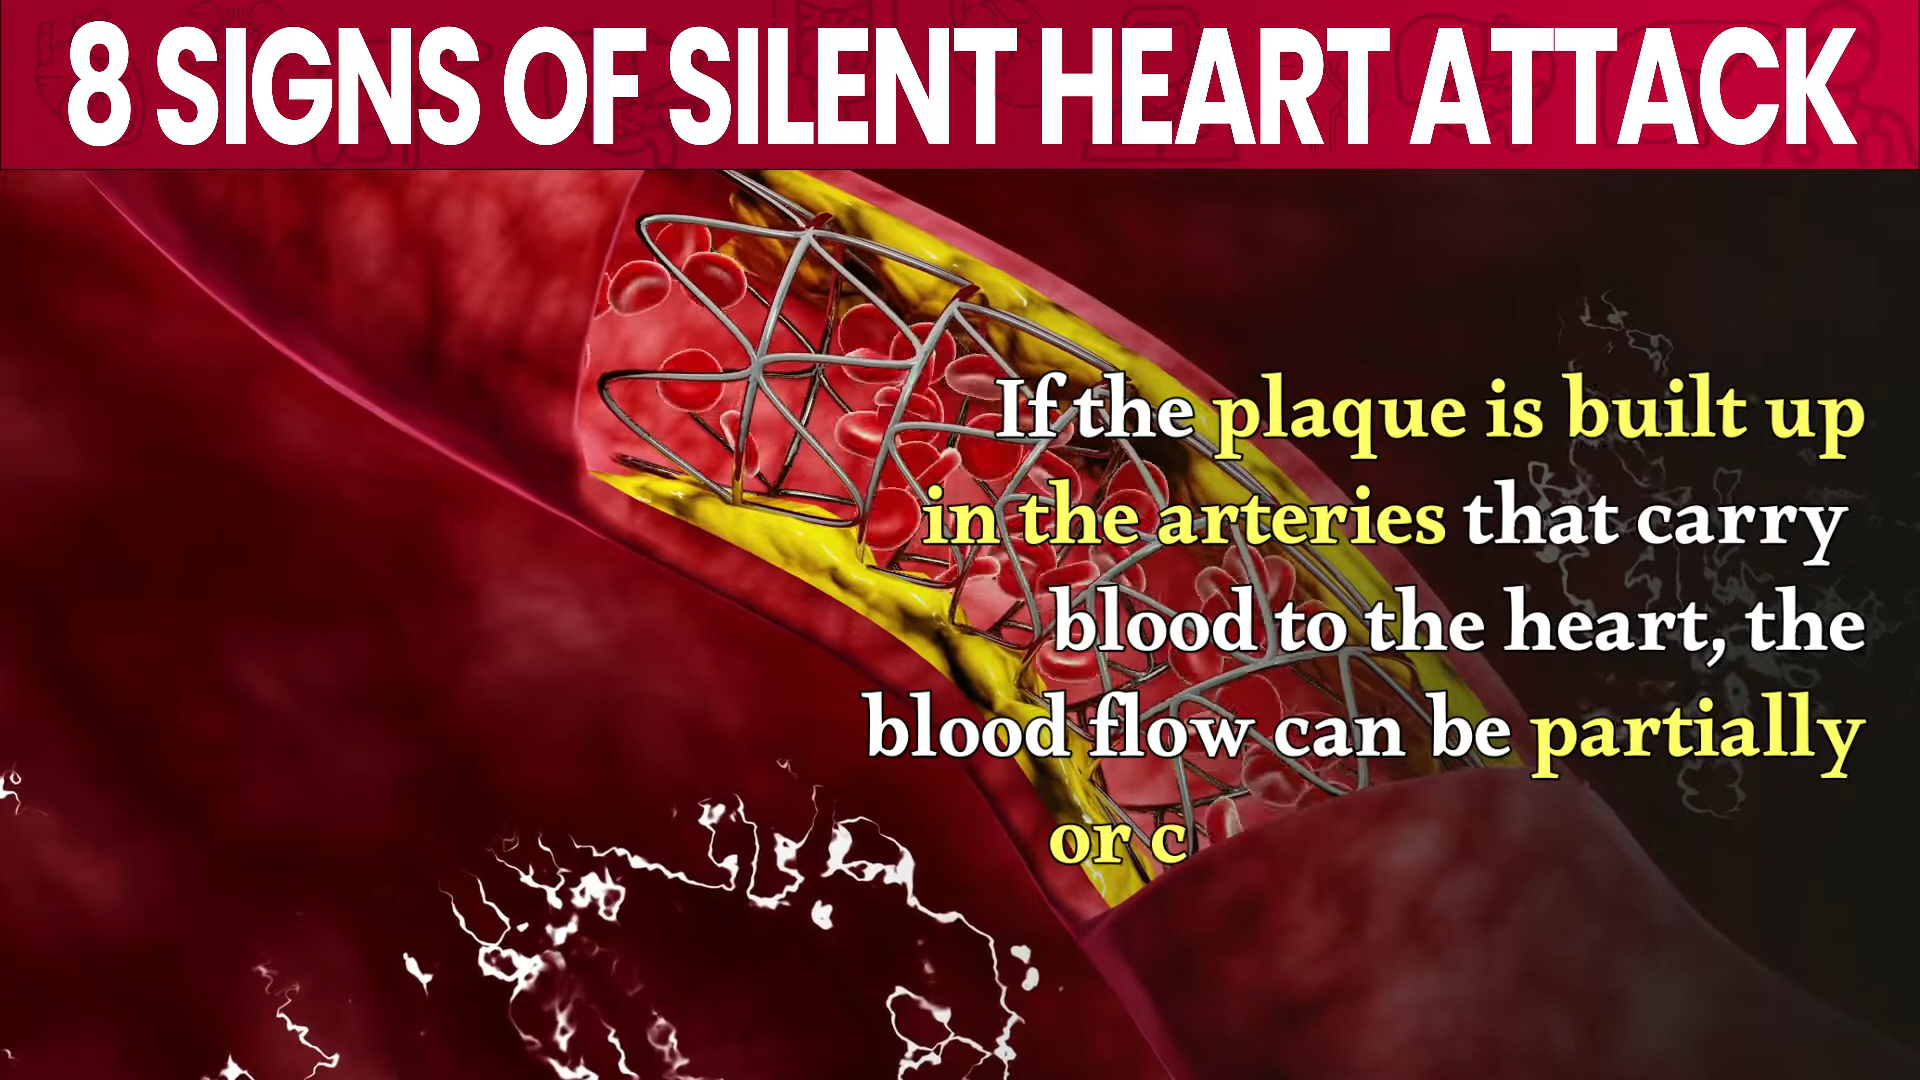 8 SIGNS OF SILENT HEART ATTACK
If the plaque is built up
in the arteries that carry
blood to the heart, the
blood flow can be partially
or c